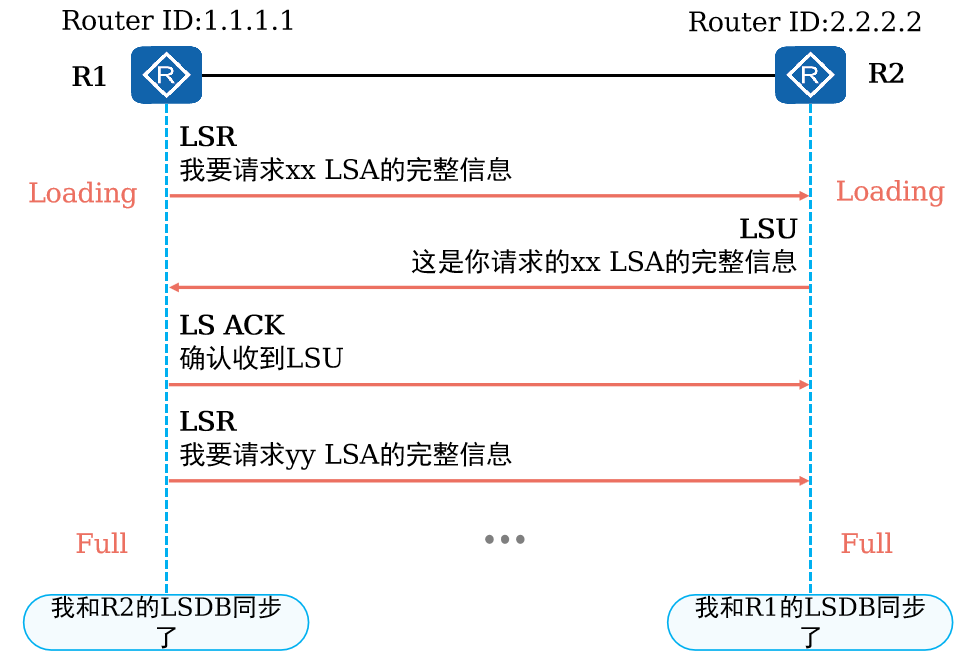 Router ID:1.1.1.1
Router ID:2.2.2.2
R1
R
R
R2
LSR
我要请求xx LSA的完整信息
Loading
Loading
LSU
这是你请求的xx LSA的完整信息
LS ACK
确认收到LSU
LSR
我要请求yy LSA的完整信息
Full
...
Full
我和R2的LSDB同步
了
我和R1的LSDB同步
了